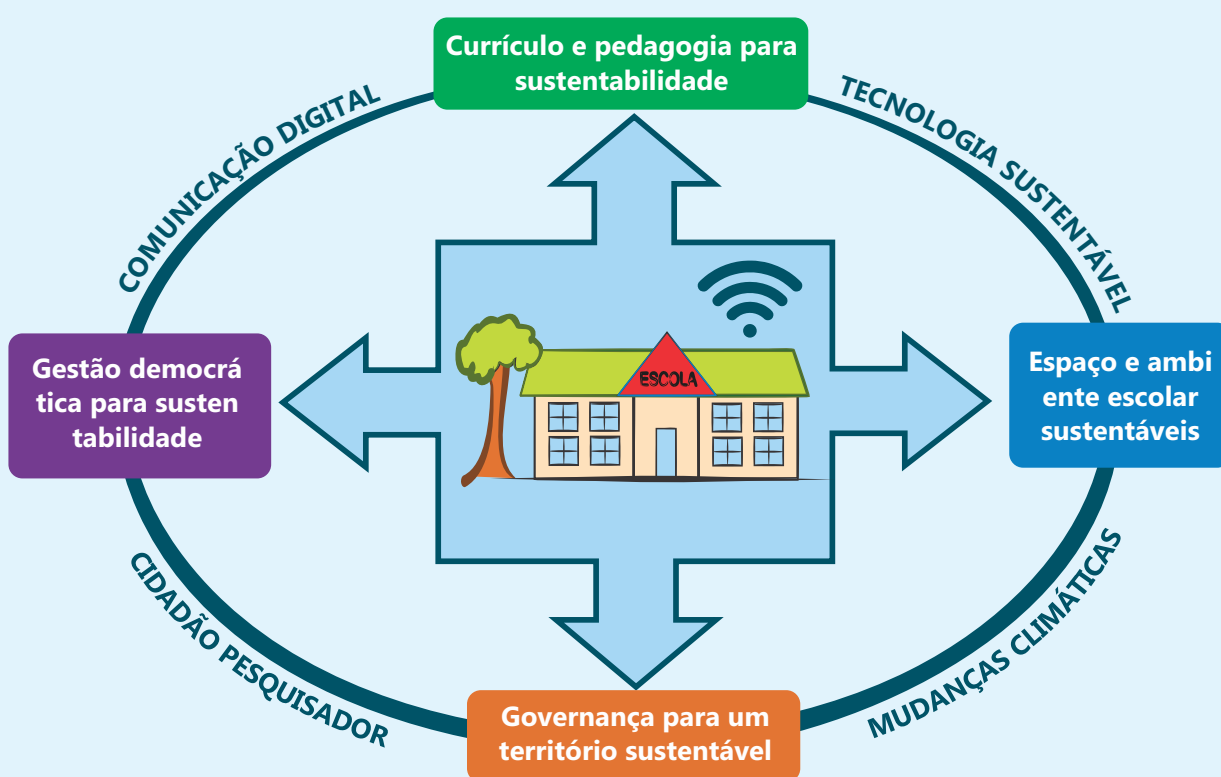 Currículo e pedagogia para
sustentabilidade
COMUNICAÇÃO DIGITAL
TECNOLOGIA SUSTENTÁVEL
Gestão democrá
tica para susten
tabilidade
ESCOLA
Espaço e ambi
ente escolar
sustentáveis
CIDADÃO PESQUISADOR
MUDANÇAS CLIMÁTICAS
Governança para um
território sustentável